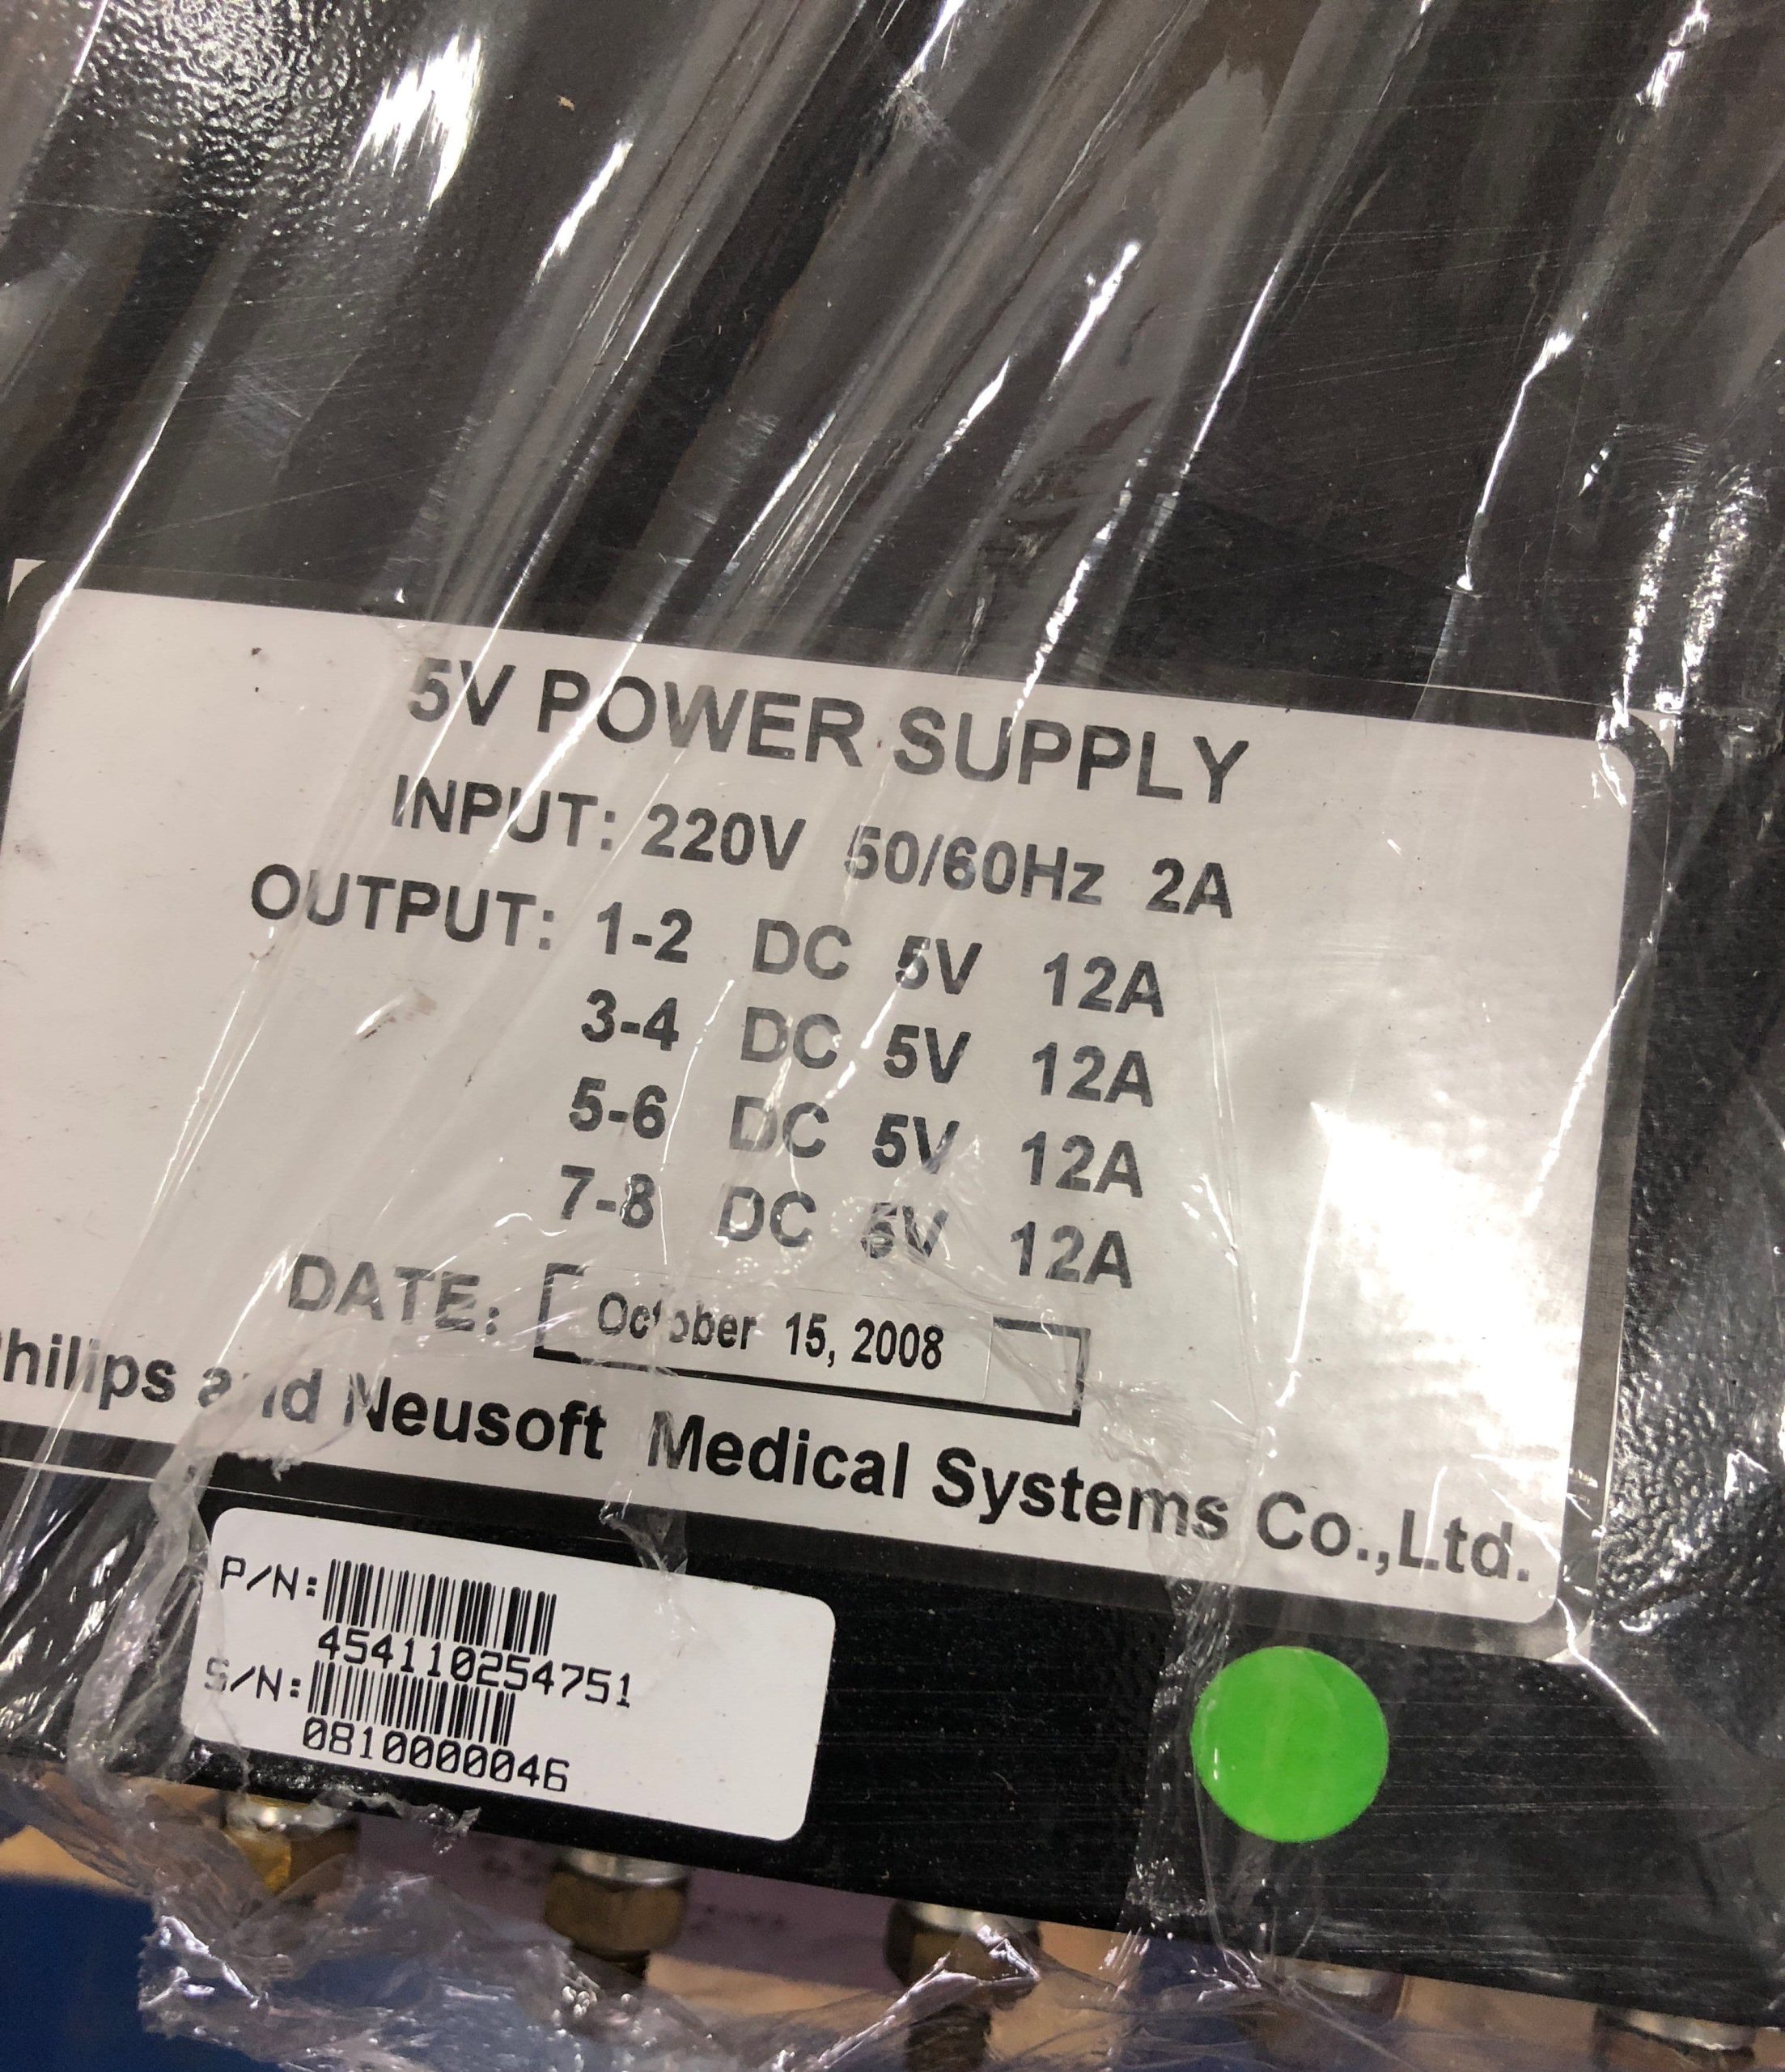 5V POWER SUPPLY
INPUT: 220V 50/60Hz 2A
OUTPUT: 1-2 DC 5V 12A
3-4 DC 5V 12A
5-6 DC 5V 12A
7-8 DC 5V 12A
DATE: October 15, 2008
Philips and Neusoft Medical Systems Co.,Ltd.
P/N:
454110254751
S/N:
0810000046